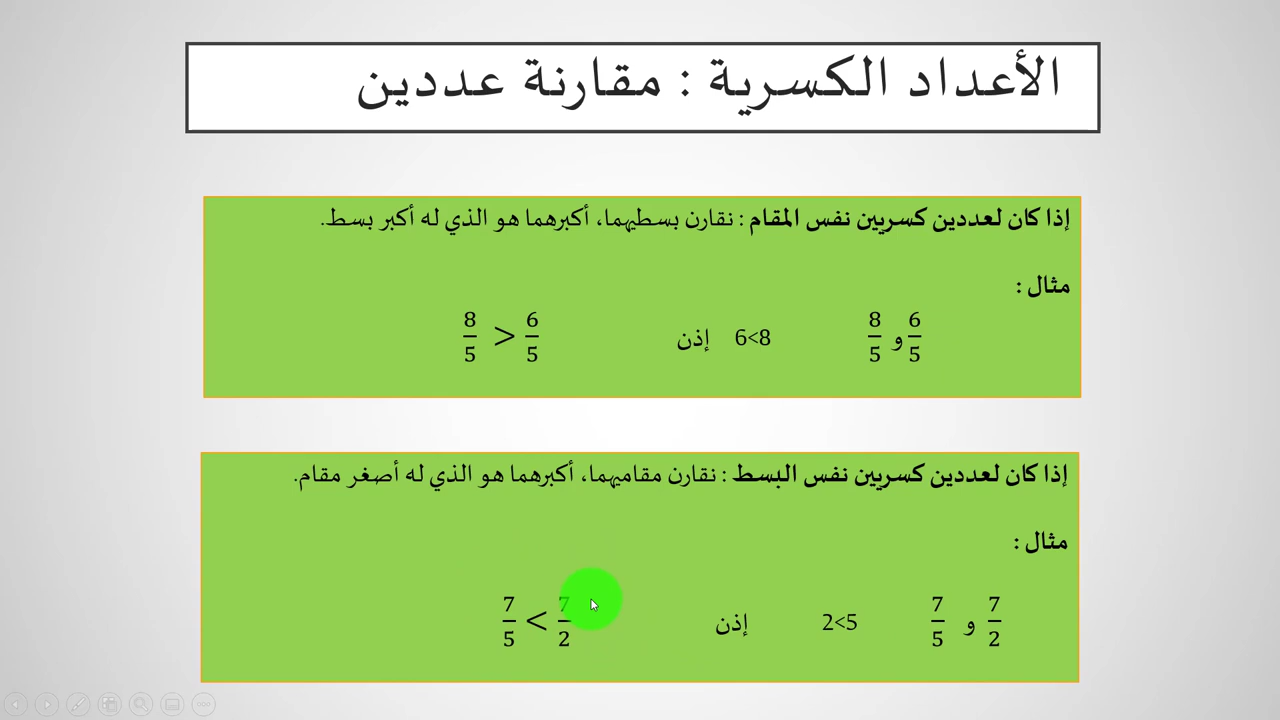 الأعداد الكسرية : مقارنة عددين
إذا كان لعددين كسريين نفس المقام : نقارن بسطيهما، أكبرهما هو الذي له أكبر بسط.
مثال :
6/5 و 8/5 6<8 إذن 8/5 > 6/5
إذا كان لعددين كسريين نفس البسط : نقارن مقاميهما، أكبرهما هو الذي له أصغر مقام.
مثال :
7/2 و 7/5 2<5 إذن 7/5 < 7/2